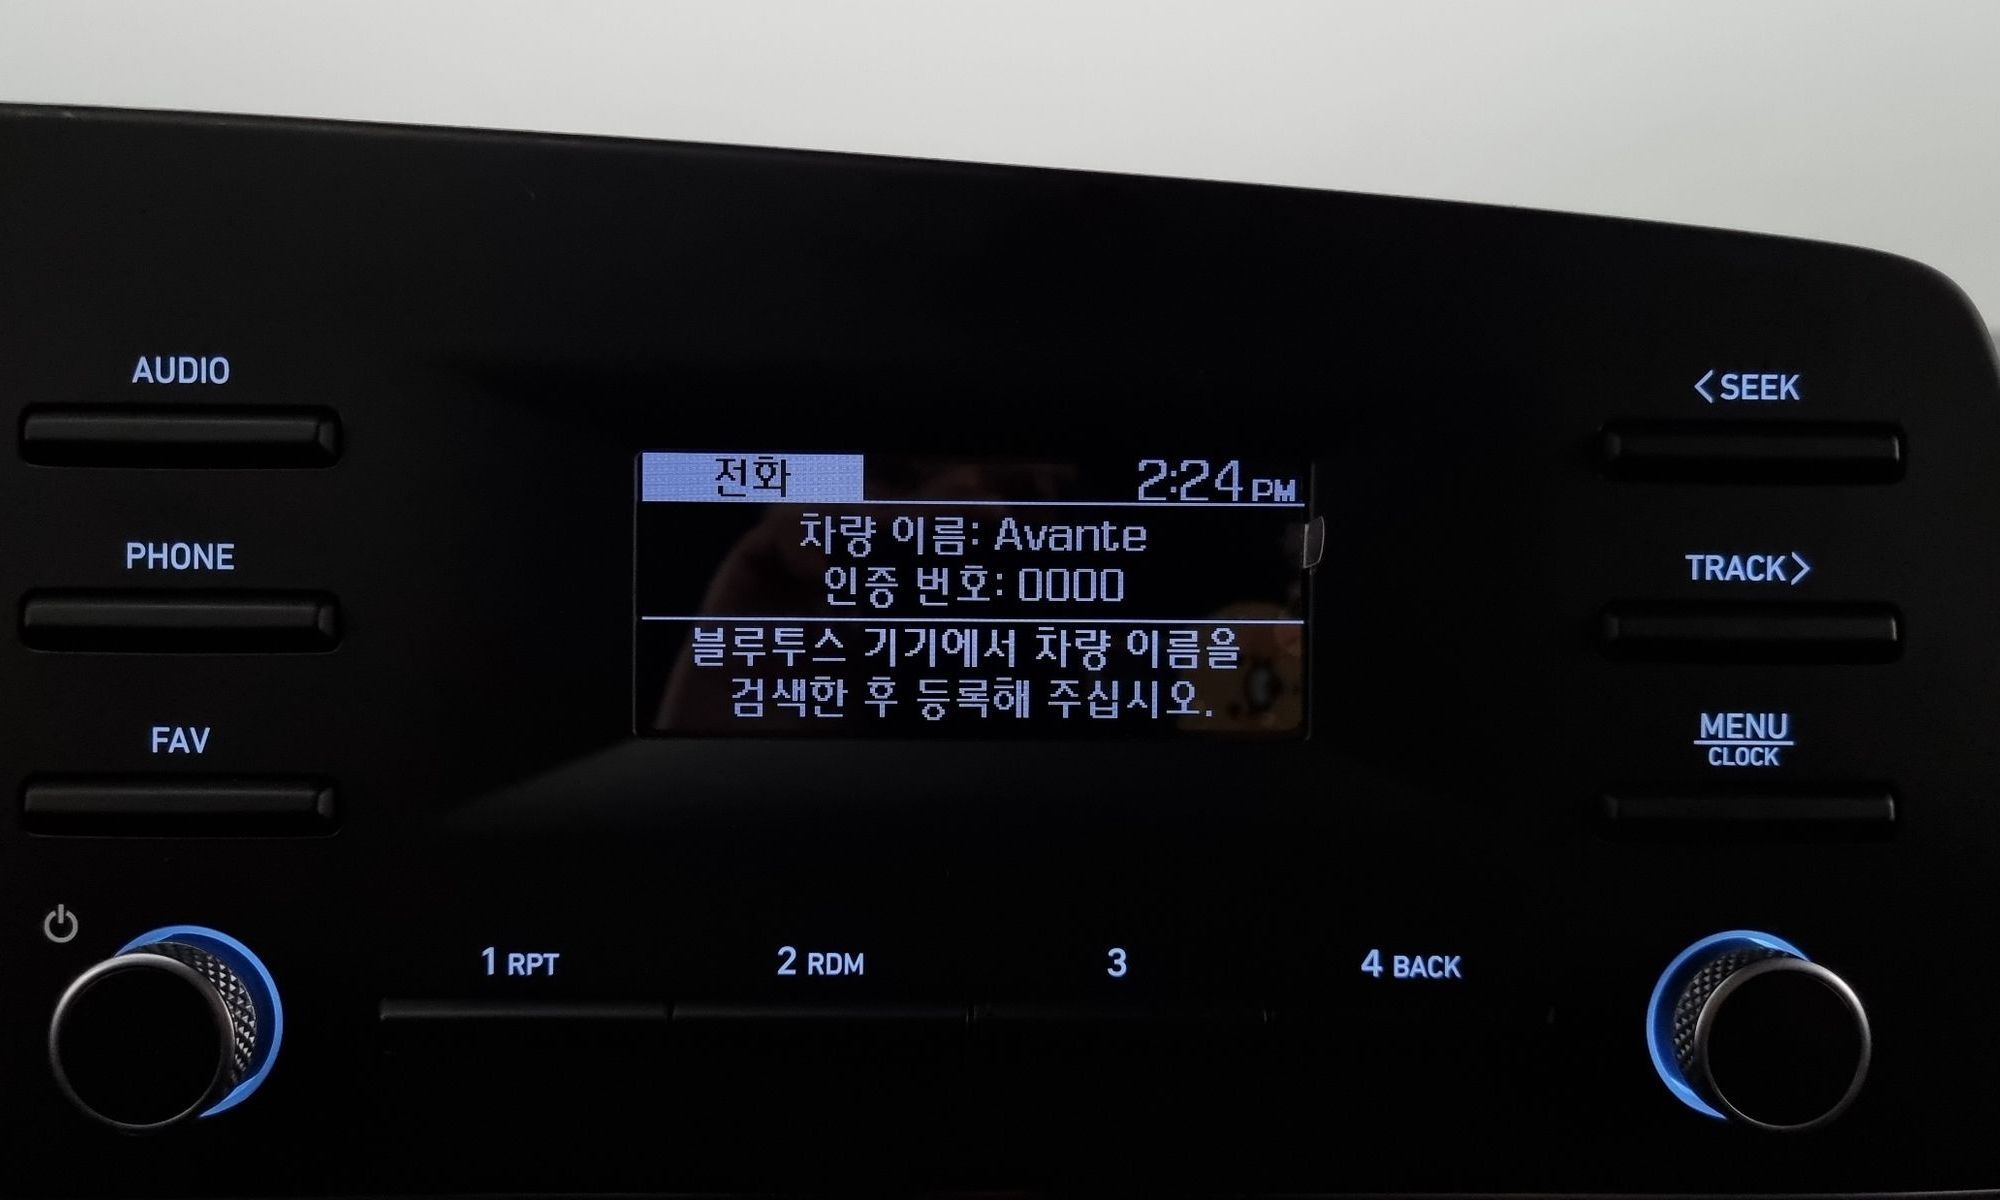 AUDIO
<SEEK
전화
2:24 PM
차량 이름: Avante
인증 번호: 0000
블루투스 기기에서 차량 이름을
검색한 후 등록해 주십시오.
PHONE
TRACK>
FAV
MENU
CLOCK
1 RPT
2 RDM
3
4 BACK